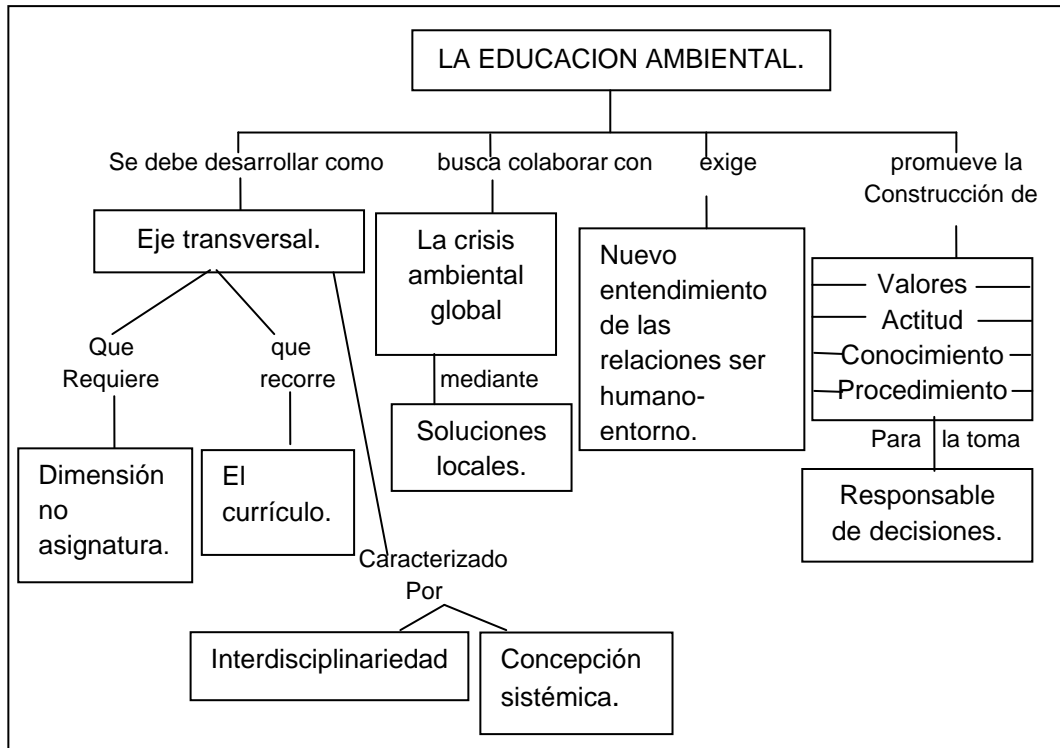 LA EDUCACION AMBIENTAL.
Se debe desarrollar como
busca colaborar con
exige
promueve la
Construcción de
Eje transversal.
La crisis
ambiental
global
Nuevo
entendimiento
de las
relaciones ser
humano-
entorno.
Valores
Actitud
Conocimiento
Procedimiento
Que
Requiere
que
recorre
mediante
Para la toma
Dimensión
no
asignatura.
El
currículo.
Soluciones
locales.
Responsable
de decisiones.
Caracterizado
Por
Interdisciplinariedad
Concepción
sistémica.